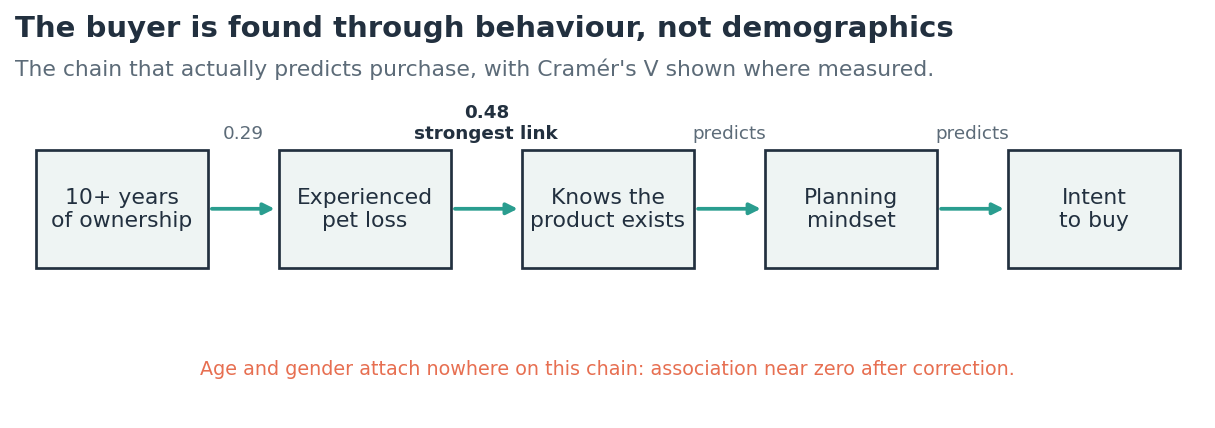 The buyer is found through behaviour, not demographics
The chain that actually predicts purchase, with Cramér's V shown where measured.
0.29
0.48
strongest link
predicts
predicts
10+ years
of ownership
Experienced
pet loss
Knows the
product exists
Planning
mindset
Intent
to buy
Age and gender attach nowhere on this chain: association near zero after correction.